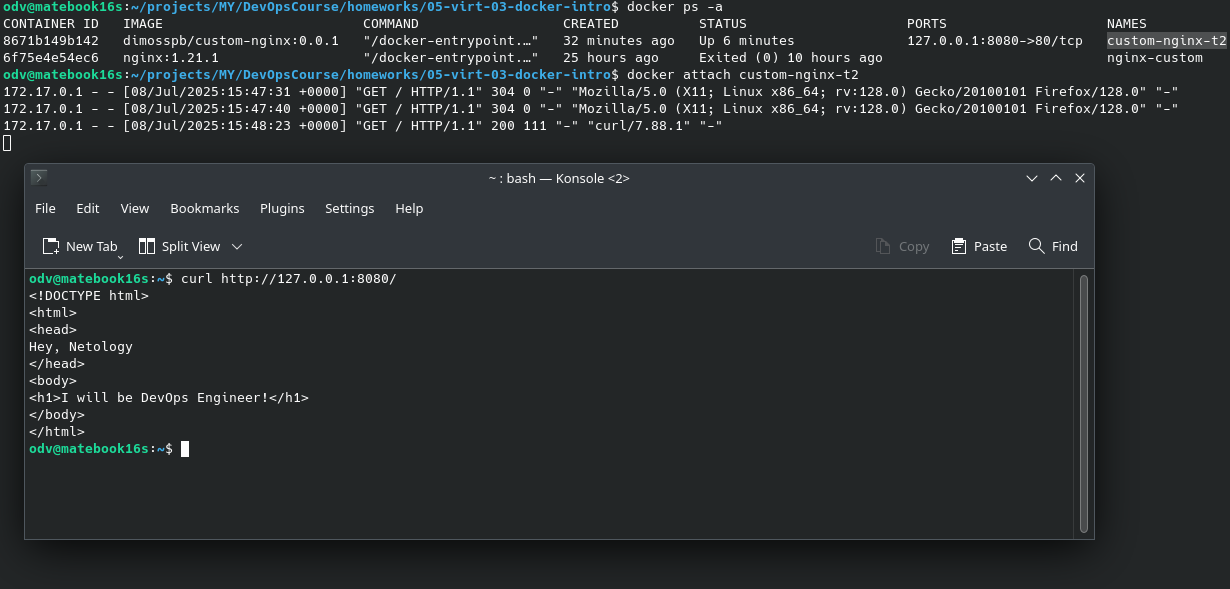 odv@matebook16s:~/projects/MY/DevOpsCourse/homeworks/05-virt-03-docker-intro$ docker ps -a
CONTAINER ID   IMAGE                         COMMAND                  CREATED          STATUS                    PORTS                    NAMES
8671b149b142   dimosspb/custom-nginx:0.0.1   "/docker-entrypoint.…"   32 minutes ago   Up 6 minutes              127.0.0.1:8080->80/tcp   custom-nginx-t2
6f75e4e54ec6   nginx:1.21.1                  "/docker-entrypoint.…"   25 hours ago     Exited (0) 10 hours ago                            nginx-custom
odv@matebook16s:~/projects/MY/DevOpsCourse/homeworks/05-virt-03-docker-intro$ docker attach custom-nginx-t2
172.17.0.1 - - [08/Jul/2025:15:47:31 +0000] "GET / HTTP/1.1" 304 0 "-" "Mozilla/5.0 (X11; Linux x86_64; rv:128.0) Gecko/20100101 Firefox/128.0" "-"
172.17.0.1 - - [08/Jul/2025:15:47:40 +0000] "GET / HTTP/1.1" 304 0 "-" "Mozilla/5.0 (X11; Linux x86_64; rv:128.0) Gecko/20100101 Firefox/128.0" "-"
172.17.0.1 - - [08/Jul/2025:15:48:23 +0000] "GET / HTTP/1.1" 200 111 "-" "curl/7.88.1" "-"
~ : bash — Konsole <2>
File Edit View Bookmarks Plugins Settings Help
New Tab Split View Copy Paste Find
odv@matebook16s:~$ curl http://127.0.0.1:8080/
<!DOCTYPE html>
<html>
<head>
Hey, Netology
</head>
<body>
<h1>I will be DevOps Engineer!</h1>
</body>
</html>
odv@matebook16s:~$